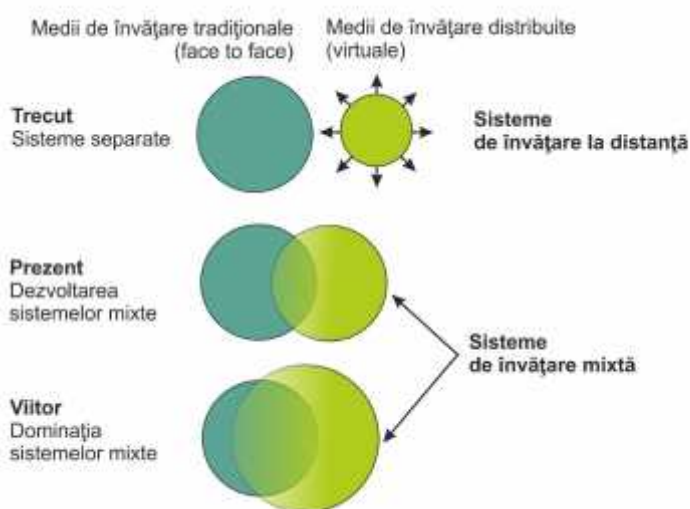 Medii de învăţare tradiţionale
(face to face)
Medii de învăţare distribuite
(virtuale)
Trecut
Sisteme separate
Sisteme
de învăţare la distanţă
Prezent
Dezvoltarea
sistemelor mixte
Sisteme
de învăţare mixtă
Viitor
Dominaţia
sistemelor mixte